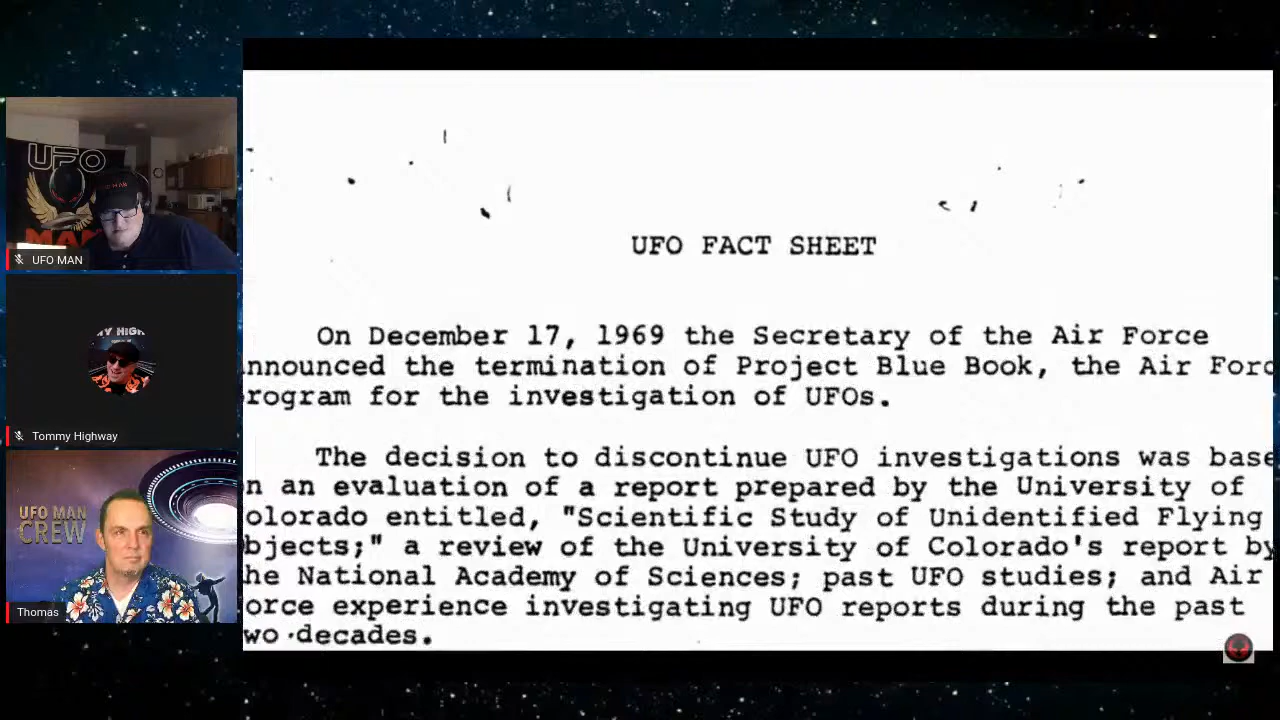 UFO
MAN
UFO MAN
TOMMY HIGHWAY
Tommy Highway
UFO MAN
CREW
Thomas
UFO FACT SHEET
On December 17, 1969 the Secretary of the Air Force
nnounced the termination of Project Blue Book, the Air Forc
rogram for the investigation of UFOs.
The decision to discontinue UFO investigations was base
n an evaluation of a report prepared by the University of
olorado entitled, "Scientific Study of Unidentified Flying
bjects;" a review of the University of Colorado's report by
he National Academy of Sciences; past UFO studies; and Air
orce experience investigating UFO reports during the past
wo decades.